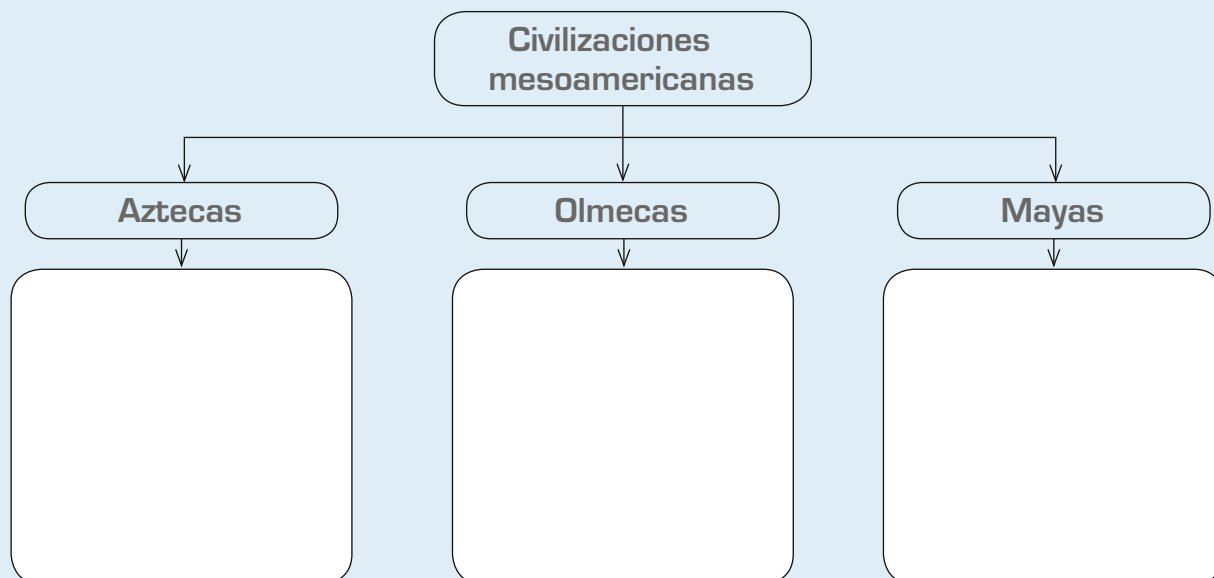 Civilizaciones
mesoamericanas
Aztecas
Olmecas
Mayas